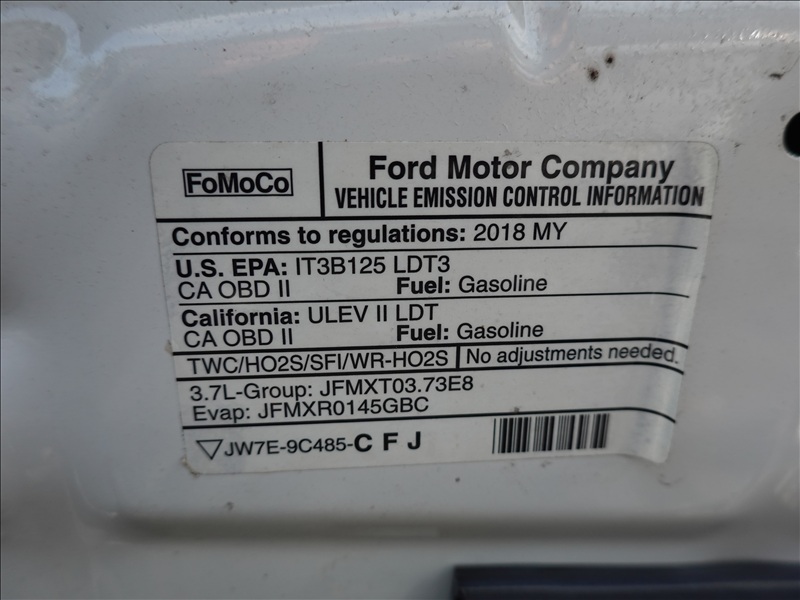 FoMoCo
Ford Motor Company
VEHICLE EMISSION CONTROL INFORMATION
Conforms to regulations: 2018 MY
U.S. EPA: IT3B125 LDT3
CA OBD II Fuel: Gasoline
California: ULEV II LDT
CA OBD II Fuel: Gasoline
TWC/HO2S/SFI/WR-HO2S No adjustments needed.
3.7L-Group: JFMXT03.73E8
Evap: JFMXR0145GBC
JW7E-9C485-C F J